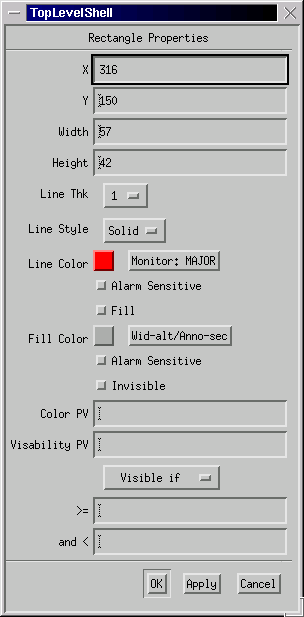 TopLevelShell
Rectangle Properties
X 316
Y 150
Width 57
Height 42
Line Thk 1
Line Style Solid
Line Color Monitor: MAJOR
Alarm Sensitive
Fill
Fill Color Wid-alt/Anno-sec
Alarm Sensitive
Invisible
Color PV
Visability PV
Visible if
>=
and <
OK Apply Cancel